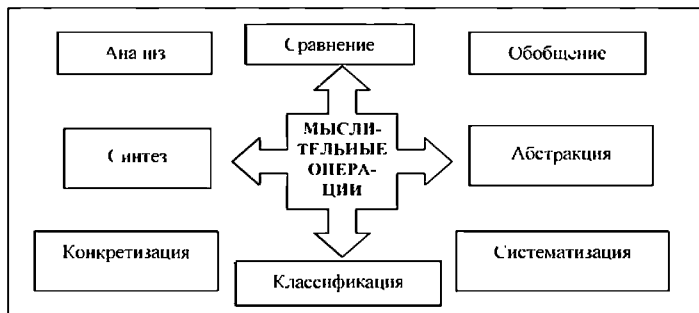 Анализ
Сравнение
Обобщение
Синтез
МЫСЛИ-
ТЕЛЬНЫЕ
ОПЕРА-
ЦИИ
Абстракция
Конкретизация
Классификация
Систематизация